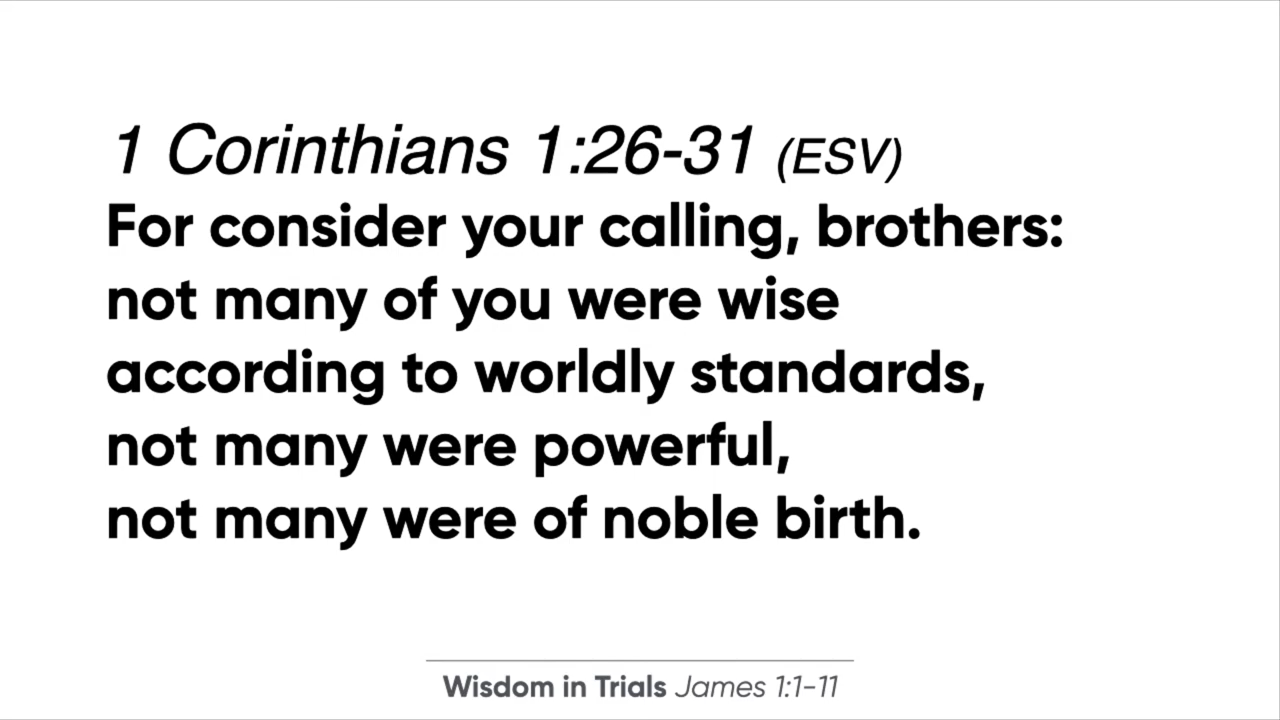 1 Corinthians 1:26-31 (ESV)
For consider your calling, brothers:
not many of you were wise
according to worldly standards,
not many were powerful,
not many were of noble birth.
Wisdom in Trials James 1:1-11